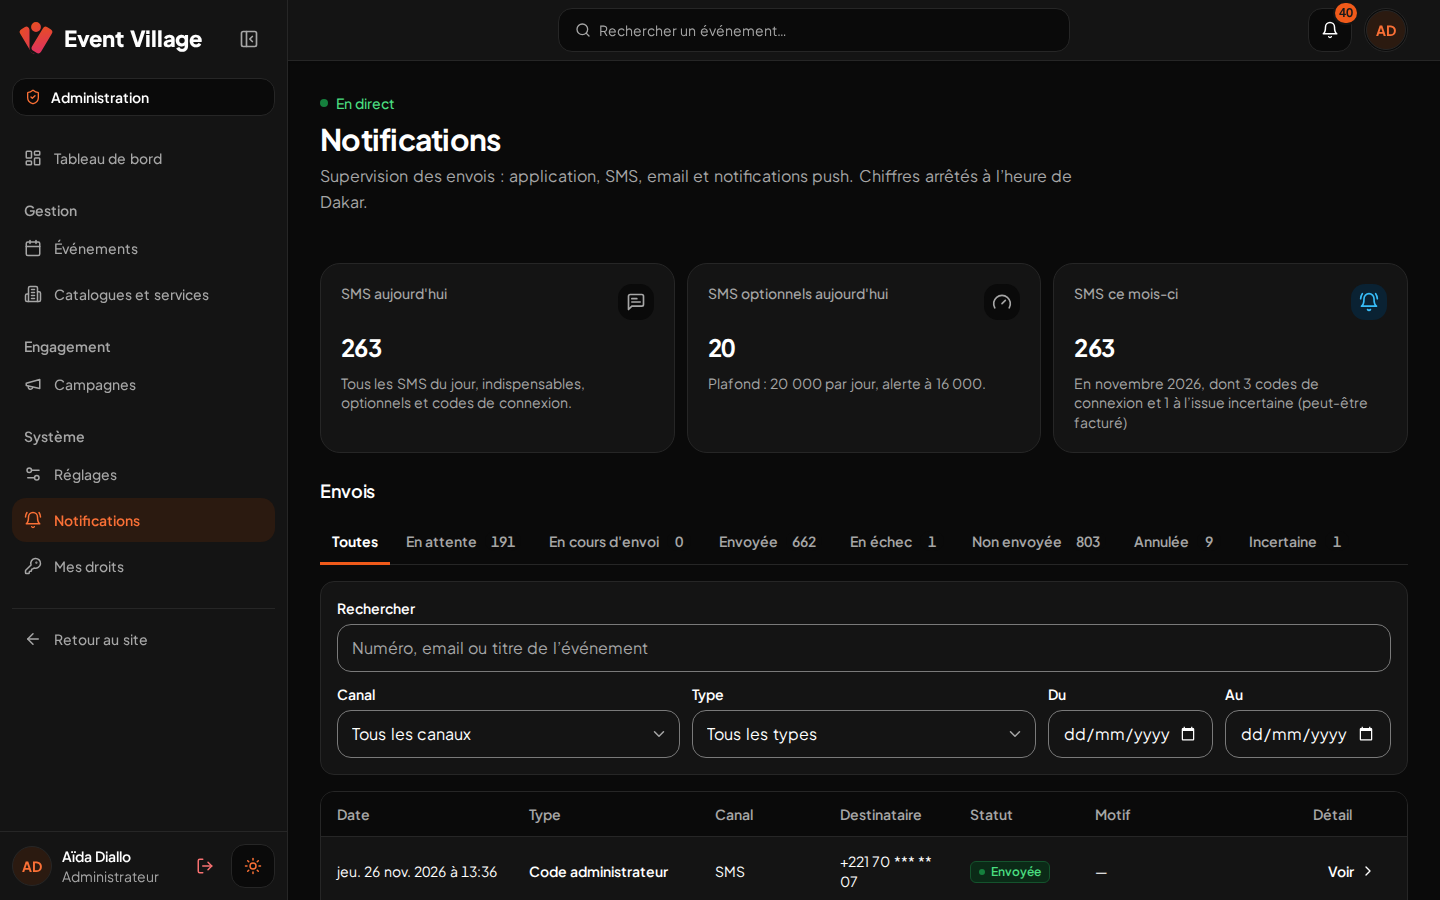 Event Village
Administration
Tableau de bord
Gestion
Événements
Catalogues et services
Engagement
Campagnes
Système
Réglages
Notifications
Mes droits
Retour au site
AD
Aïda Diallo
Administrateur
Rechercher un événement...
40
AD
En direct
Notifications
Supervision des envois : application, SMS, email et notifications push. Chiffres arrêtés à l'heure de
Dakar.
SMS aujourd'hui
263
Tous les SMS du jour, indispensables,
optionnels et codes de connexion.
SMS optionnels aujourd'hui
20
Plafond : 20 000 par jour, alerte à 16 000.
SMS ce mois-ci
263
En novembre 2026, dont 3 codes de
connexion et 1 à l'issue incertaine (peut-être
facturé)
Envois
Toutes En attente 191 En cours d'envoi 0 Envoyée 662 En échec 1 Non envoyée 803 Annulée 9 Incertaine 1
Rechercher
Numéro, email ou titre de l'événement
Canal Type Du Au
Tous les canaux Tous les types dd/mm/yyyy dd/mm/yyyy
Date Type Canal Destinataire Statut Motif Détail
jeu. 26 nov. 2026 à 13:36 Code administrateur SMS +221 70 *** ** 07 Envoyée — Voir